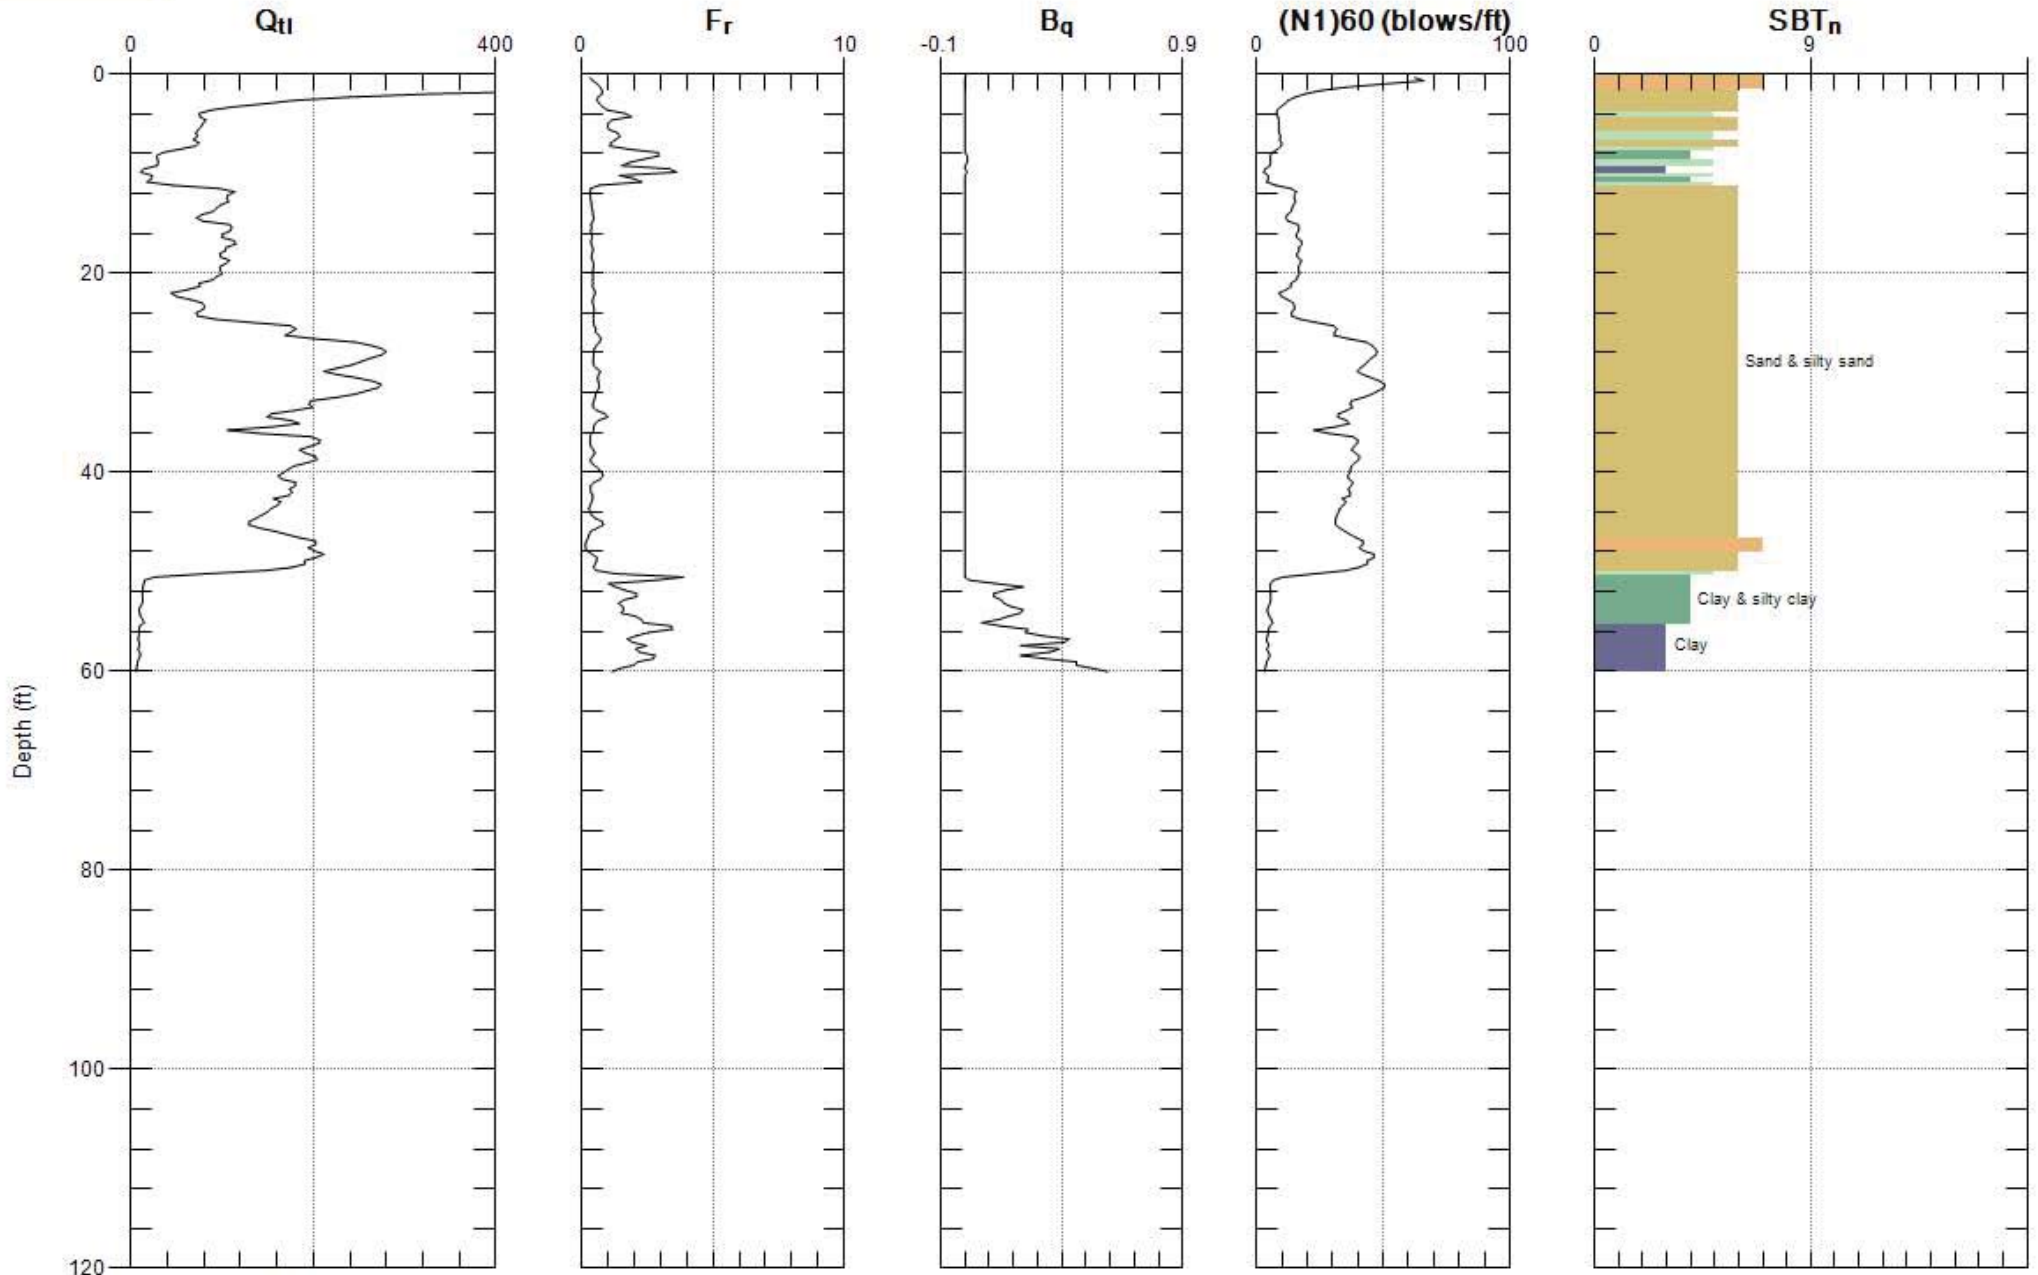 Qtl Fr Bq (N1)60 (blows/ft) SBTn
0 400 0 10 -0.1 0.9 0 100 0 9
0
20
Sand & silty sand
40
Clay & silty clay
Clay
60
Depth (ft)
80
100
120